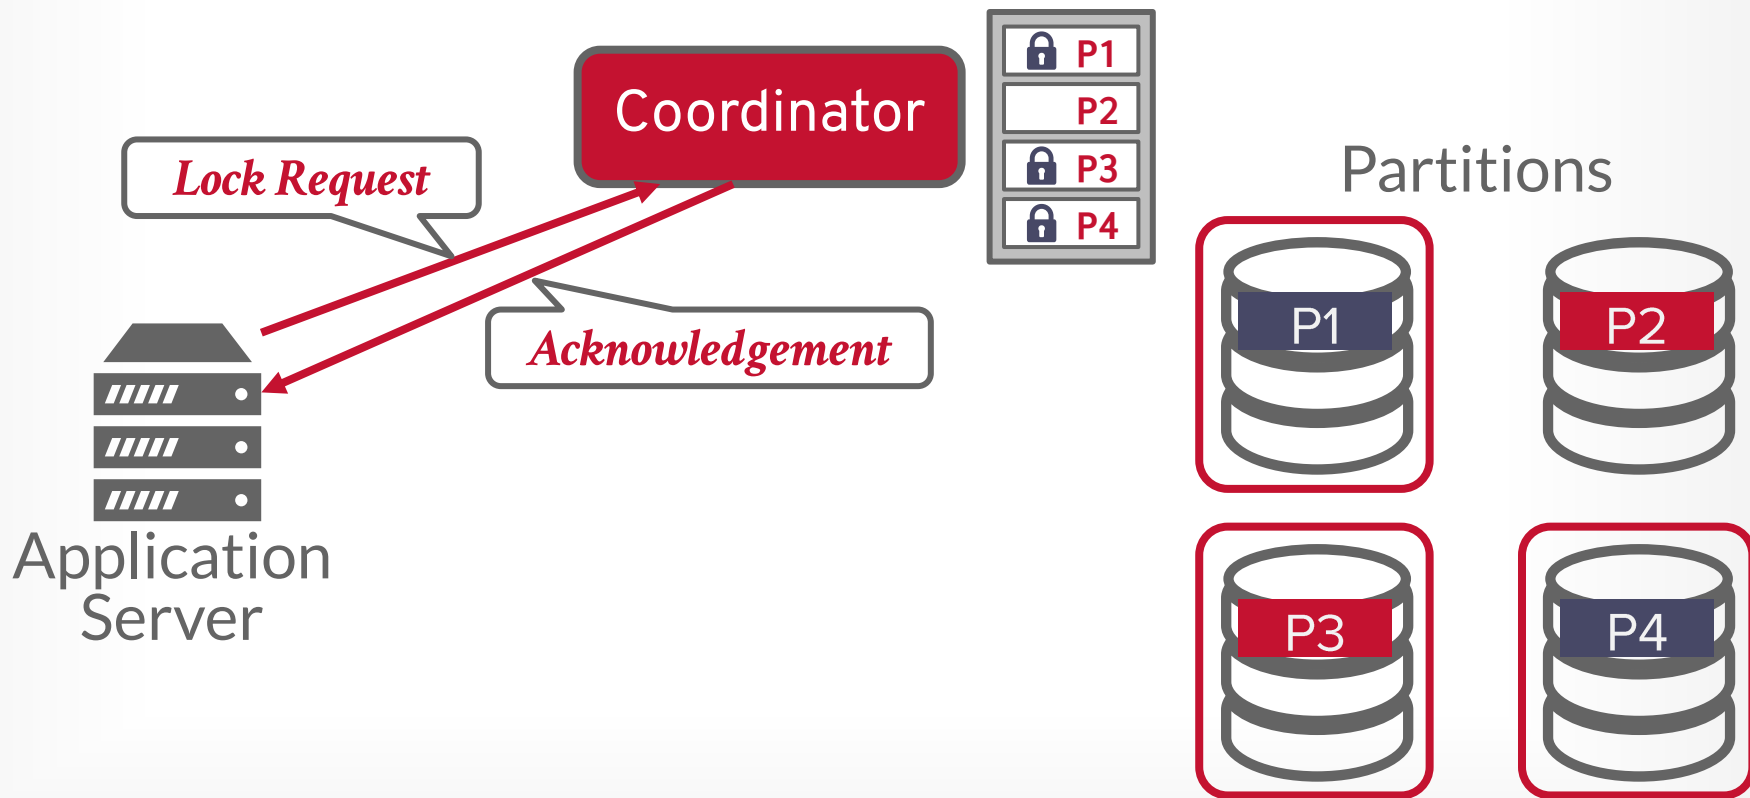 Coordinator
P1
P2
P3
P4
Lock Request
Acknowledgement
Application
Server
Partitions
P1
P2
P3
P4